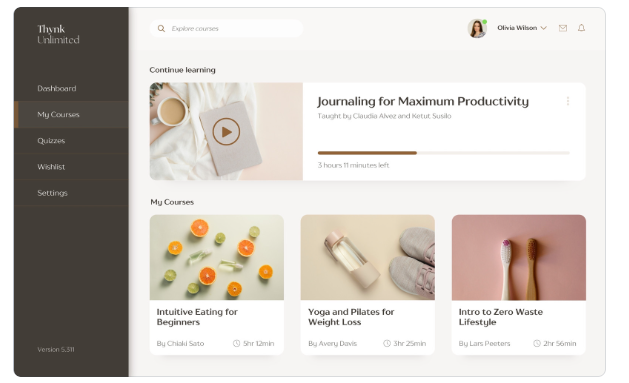 Thynk
Unlimited
Explore courses
Olivia Wilson
Dashboard
My Courses
Quizzes
Wishlist
Settings
Version 5.311
Continue learning
Journaling for Maximum Productivity
Taught by Claudia Alvez and Ketut Susilo
3 hours 11 minutes left
My Courses
Intuitive Eating for
Beginners
By Chiaki Sato 5hr 12min
Yoga and Pilates for
Weight Loss
By Avery Davis 3hr 25min
Intro to Zero Waste
Lifestyle
By Lars Peeters 2hr 56min